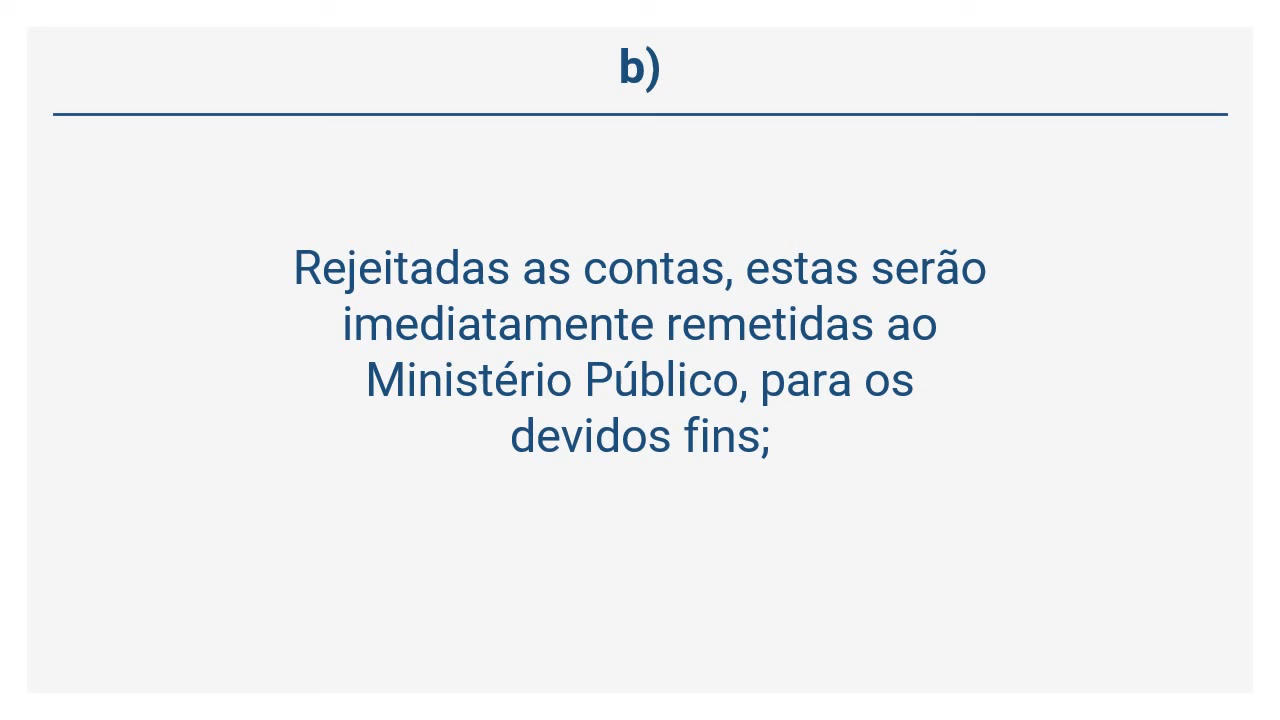 b)
Rejeitadas as contas, estas serão
imediatamente remetidas ao
Ministério Público, para os
devidos fins;